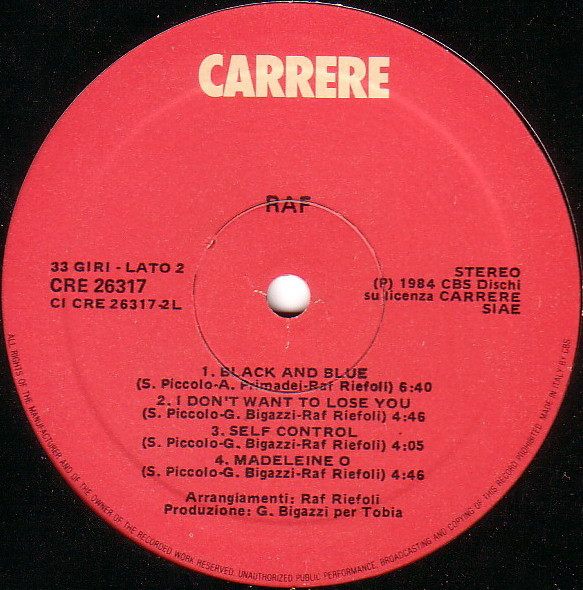 CARRERE
RAF
33 GIRI - LATO 2
CRE 26317
CI CRE 26317-2L
STEREO
(P) 1984 CBS Dischi
su licenza CARRERE
SIAE
1. BLACK AND BLUE
(S. Piccolo-A. Primadei-Raf Riefoli) 6:40
2. I DON'T WANT TO LOSE YOU
(S. Piccolo-G. Bigazzi-Raf Riefoli) 4:46
3. SELF CONTROL
(S. Piccolo-G. Bigazzi-Raf Riefoli) 4:05
4. MADELEINE O
(S. Piccolo-G. Bigazzi-Raf Riefoli) 4:46
Arrangiamenti: Raf Riefoli
Produzione: G. Bigazzi per Tobia
ALL RIGHTS OF THE MANUFACTURER AND OF THE OWNER OF THE RECORDED WORK RESERVED. UNAUTHORIZED PUBLIC PERFORMANCE, BROADCASTING AND COPYING OF THIS RECORD PROHIBITED. MADE IN ITALY BY CBS